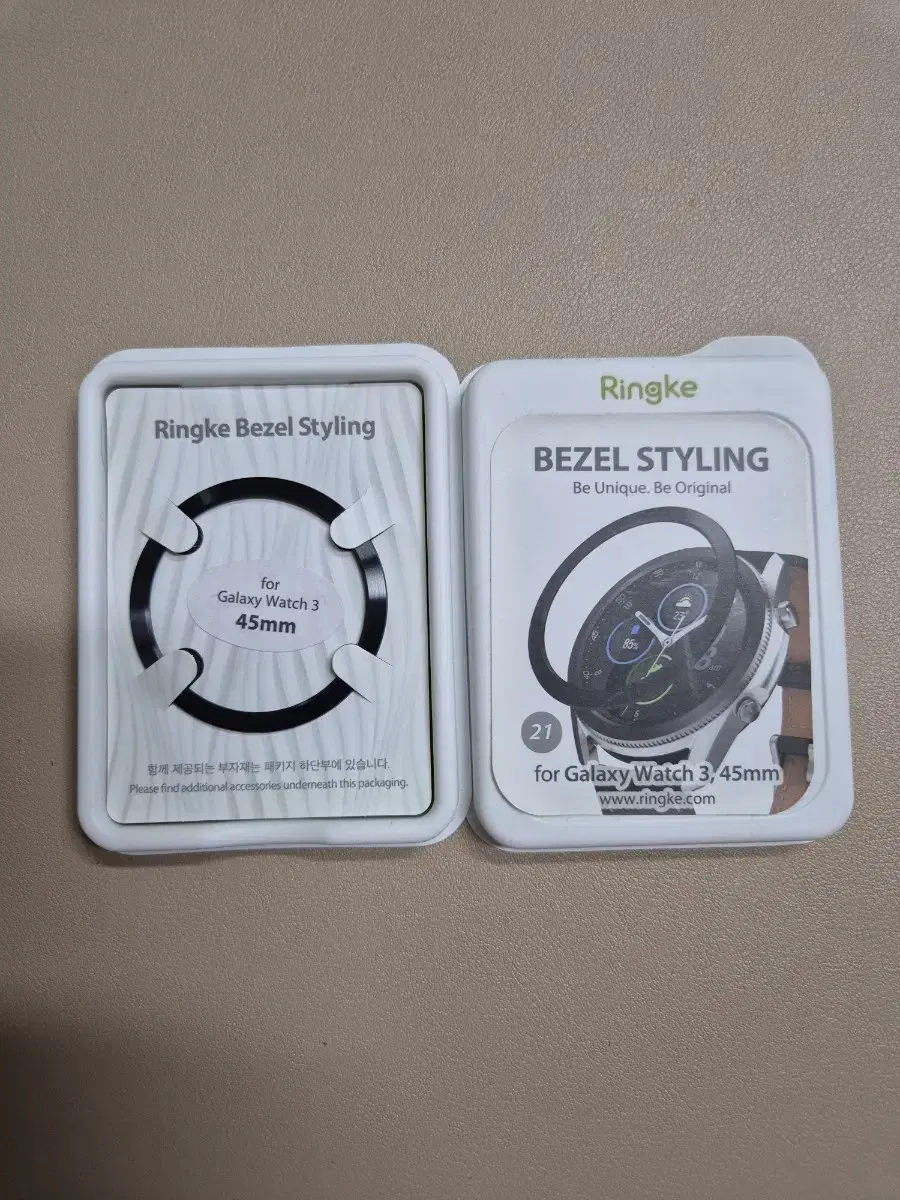 Ringke Bezel Styling
for
Galaxy Watch 3
45mm
함께 제공되는 부자재는 패키지 하단부에 있습니다.
Please find additional accessories underneath this packaging.
Ringke
BEZEL STYLING
Be Unique. Be Original
85%
21
for Galaxy Watch 3, 45mm
www.ringke.com